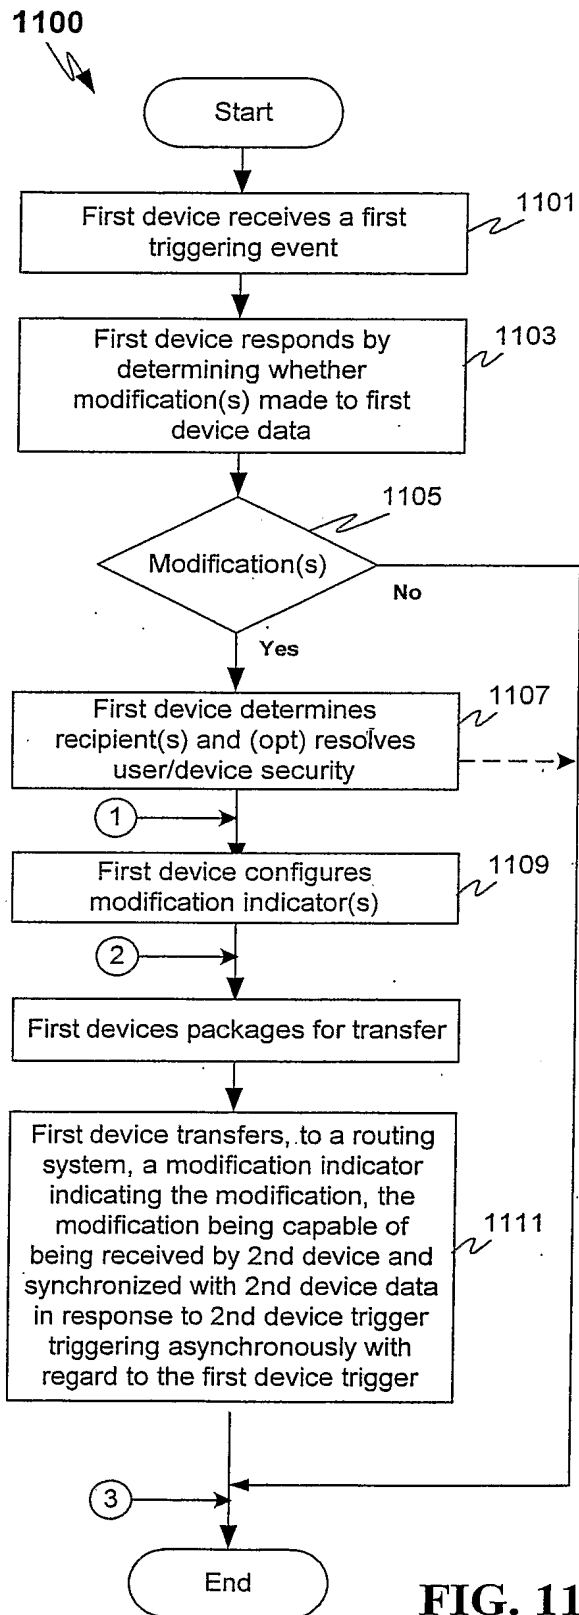 1100
Start
First device receives a first
triggering event
1101
First device responds by
determining whether
modification(s) made to first
device data
1103
1105
Modification(s)
No
Yes
First device determines
recipient(s) and (opt) resolves
user/device security
1107
1
First device configures
modification indicator(s)
1109
2
First devices packages for transfer
First device transfers, to a routing
system, a modification indicator
indicating the modification, the
modification being capable of
being received by 2nd device and
synchronized with 2nd device data
in response to 2nd device trigger
triggering asynchronously with
regard to the first device trigger
1111
3
End
FIG. 11